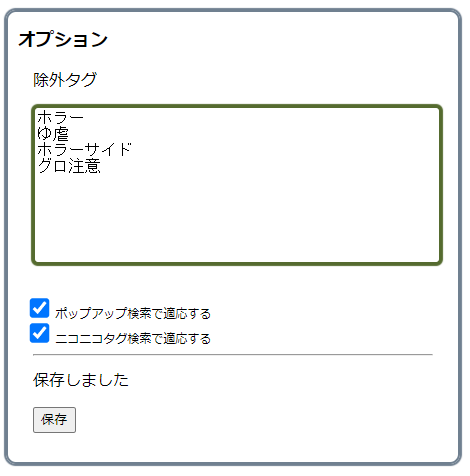 オプション
除外タグ
ホラー
ゆ虐
ホラーサイド
グロ注意
ポップアップ検索で適応する
ニコニコタグ検索で適応する
保存しました
保存